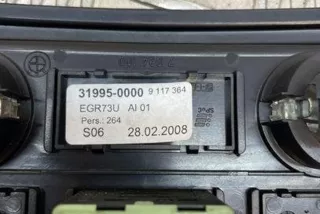 31995-0000 9 117 364
EGR73U AI 01
Pers.: 264
S06 28.02.2008